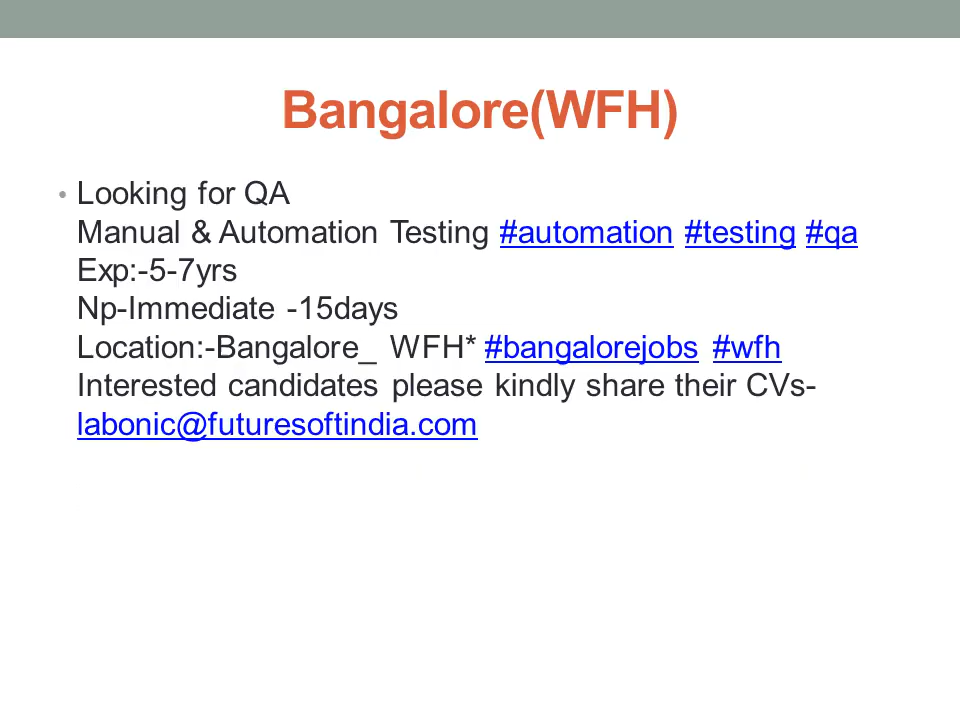 Bangalore(WFH)
• Looking for QA
Manual & Automation Testing #automation #testing #qa
Exp:-5-7yrs
Np-Immediate -15days
Location:-Bangalore_ WFH* #bangalorejobs #wfh
Interested candidates please kindly share their CVs-
labonic@futuresoftindia.com